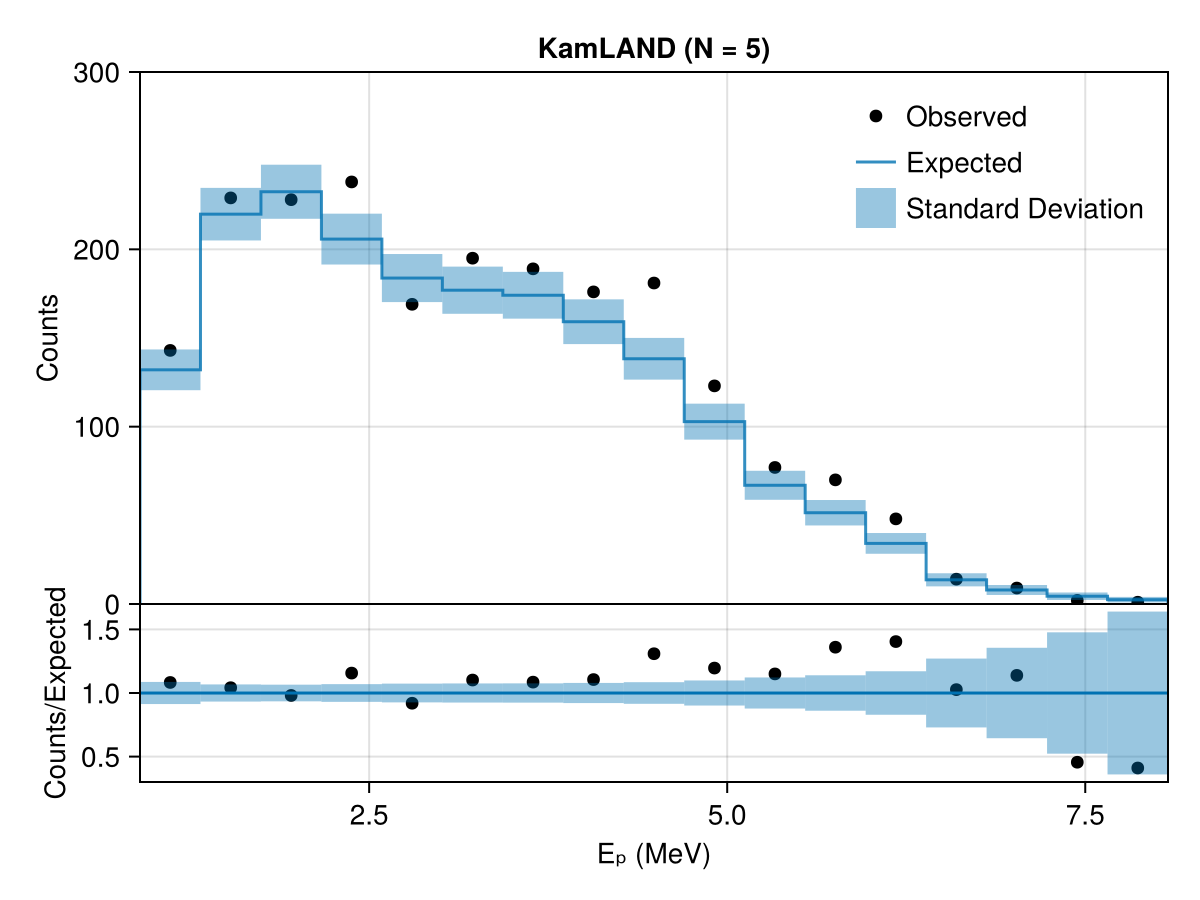 KamLAND (N = 5)
300
200
100
0
Counts
Observed
Expected
Standard Deviation
1.5
1.0
0.5
Counts/Expected
2.5 5.0 7.5
Eₚ (MeV)